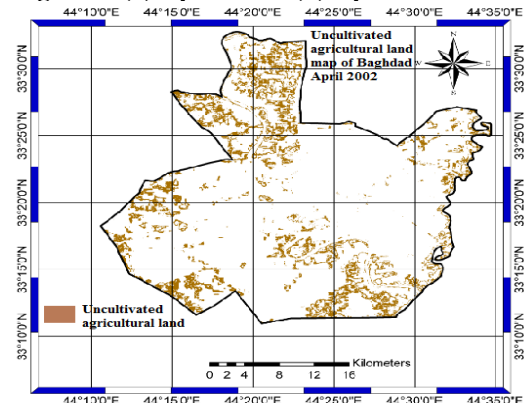 44°10'0"E 44°15'0"E 44°20'0"E 44°25'0"E 44°30'0"E 44°35'0"E
Uncultivated
agricultural land
map of Baghdad
April 2002
N
W E
S
33°30'0"N 33°30'0"N
33°25'0"N 33°25'0"N
33°20'0"N 33°20'0"N
33°15'0"N 33°15'0"N
33°10'0"N 33°10'0"N
Uncultivated
agricultural land
Kilometers
0 2 4 8 12 16
44°10'0"E 44°15'0"E 44°20'0"E 44°25'0"E 44°30'0"E 44°35'0"E